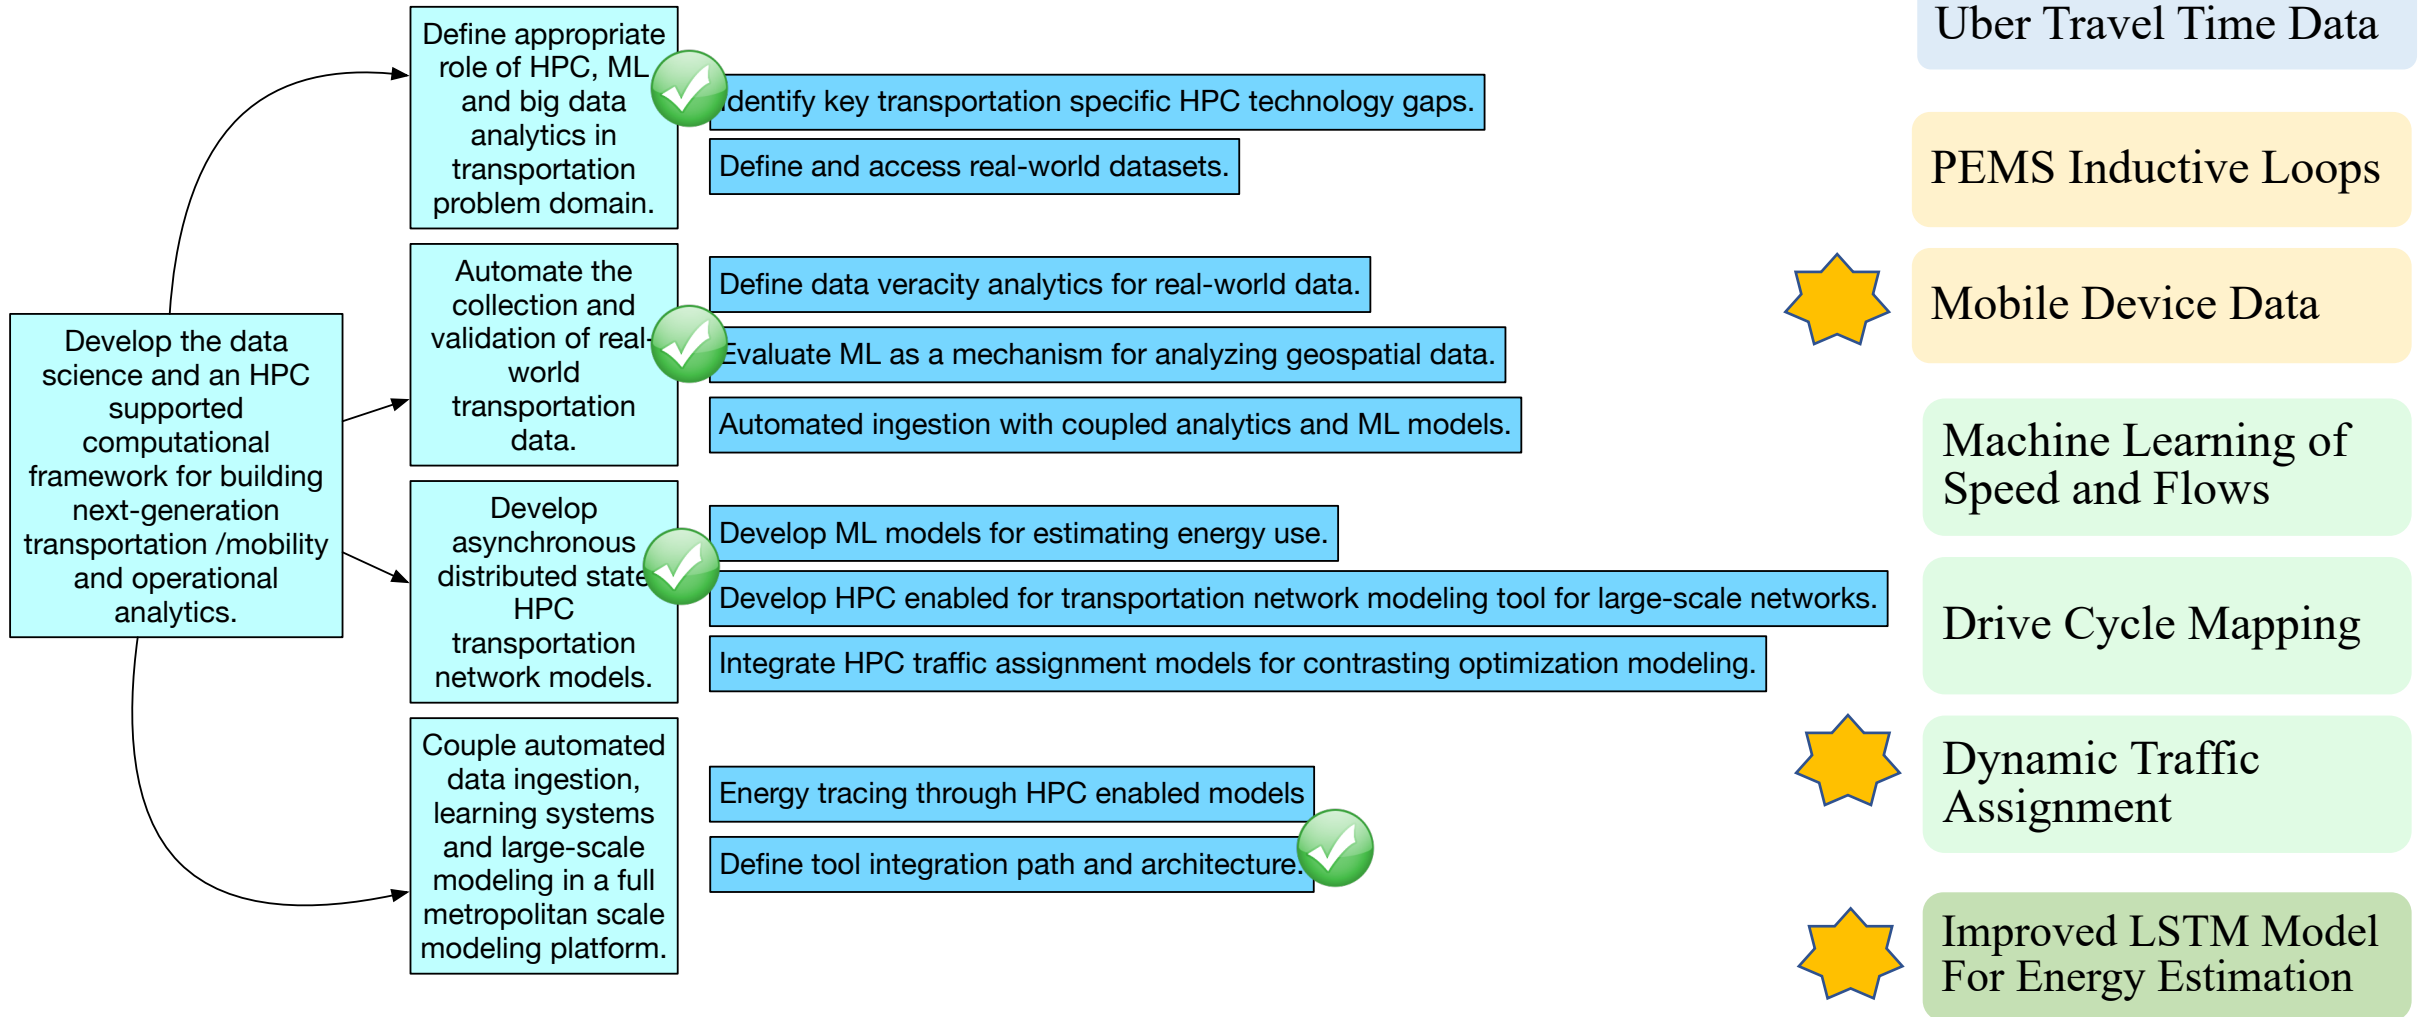 Develop the data
science and an HPC
supported
computational
framework for building
next-generation
transportation /mobility
and operational
analytics.
Define appropriate
role of HPC, ML
and big data
analytics in
transportation
problem domain.
Identify key transportation specific HPC technology gaps.
Define and access real-world datasets.
Automate the
collection and
validation of real-
world
transportation
data.
Define data veracity analytics for real-world data.
Evaluate ML as a mechanism for analyzing geospatial data.
Automated ingestion with coupled analytics and ML models.
Develop
asynchronous
distributed state
HPC
transportation
network models.
Develop ML models for estimating energy use.
Develop HPC enabled for transportation network modeling tool for large-scale networks.
Integrate HPC traffic assignment models for contrasting optimization modeling.
Couple automated
data ingestion,
learning systems
and large-scale
modeling in a full
metropolitan scale
modeling platform.
Energy tracing through HPC enabled models
Define tool integration path and architecture.
Uber Travel Time Data
PEMS Inductive Loops
Mobile Device Data
Machine Learning of
Speed and Flows
Drive Cycle Mapping
Dynamic Traffic
Assignment
Improved LSTM Model
For Energy Estimation